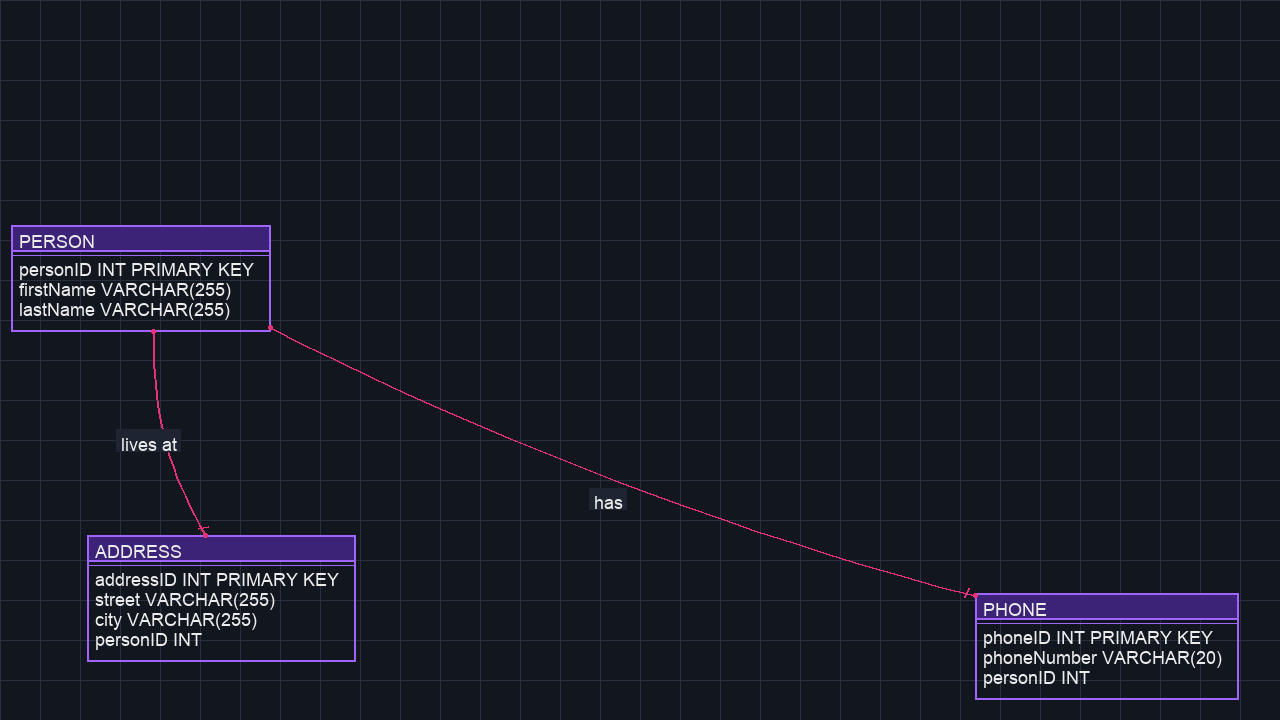 PERSON
personID INT PRIMARY KEY
firstName VARCHAR(255)
lastName VARCHAR(255)
lives at
has
ADDRESS
addressID INT PRIMARY KEY
street VARCHAR(255)
city VARCHAR(255)
personID INT
PHONE
phoneID INT PRIMARY KEY
phoneNumber VARCHAR(20)
personID INT